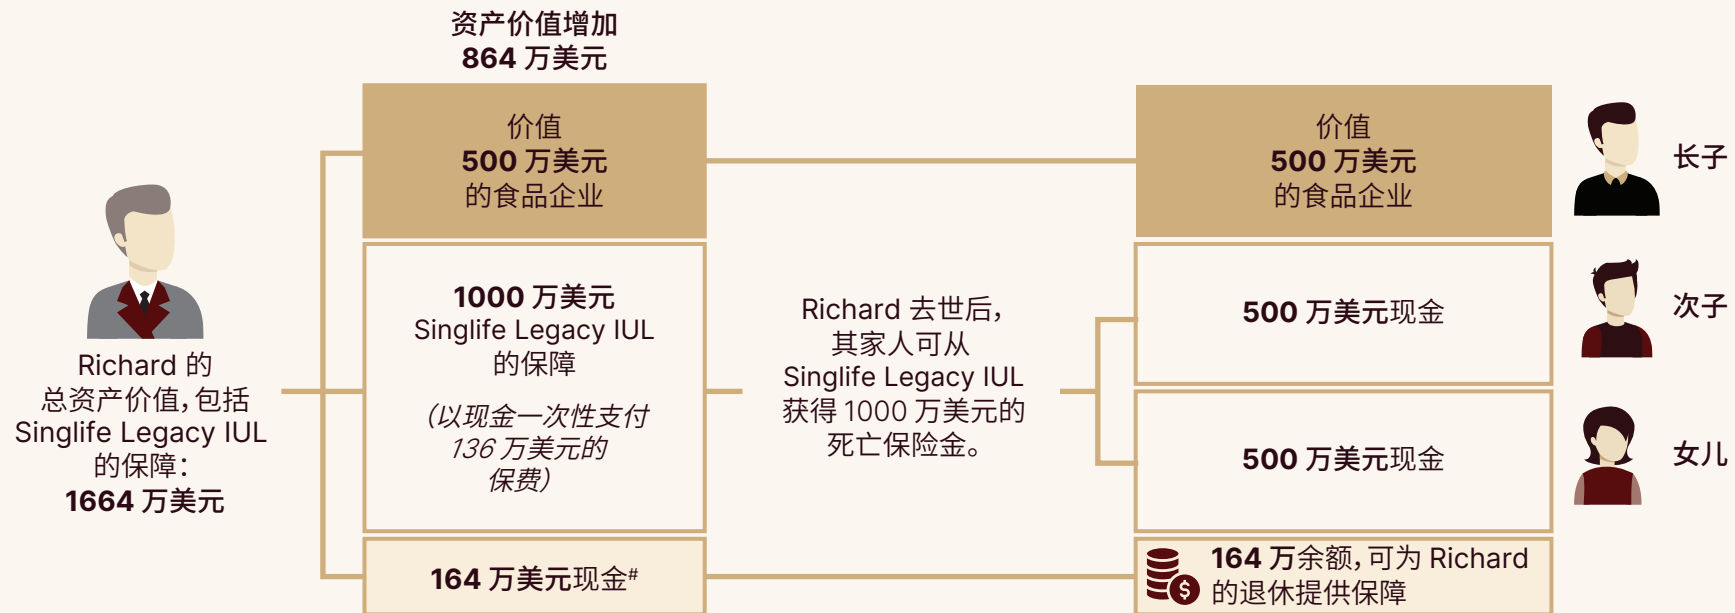 资产价值增加
864 万美元
价值
500 万美元
的食品企业
1000 万美元
Singlife Legacy IUL
的保障
（以现金一次性支付
136 万美元的
保费）
164 万美元现金#
Richard 的
总资产价值，包括
Singlife Legacy IUL
的保障：
1664 万美元
Richard 去世后，
其家人可从
Singlife Legacy IUL
获得 1000 万美元的
死亡保险金。
价值
500 万美元
的食品企业
长子
500 万美元现金
次子
500 万美元现金
女儿
164 万余额，可为 Richard
的退休提供保障